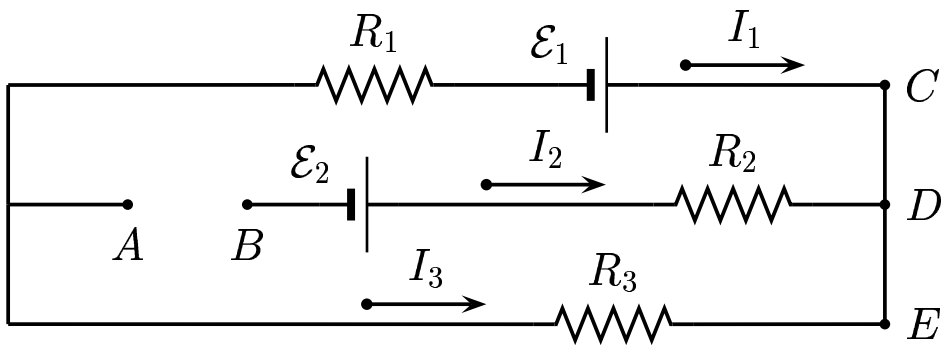 R₁ ℰ₁ I₁ C
ℰ₂ I₂ R₂ D
A B
I₃ R₃ E